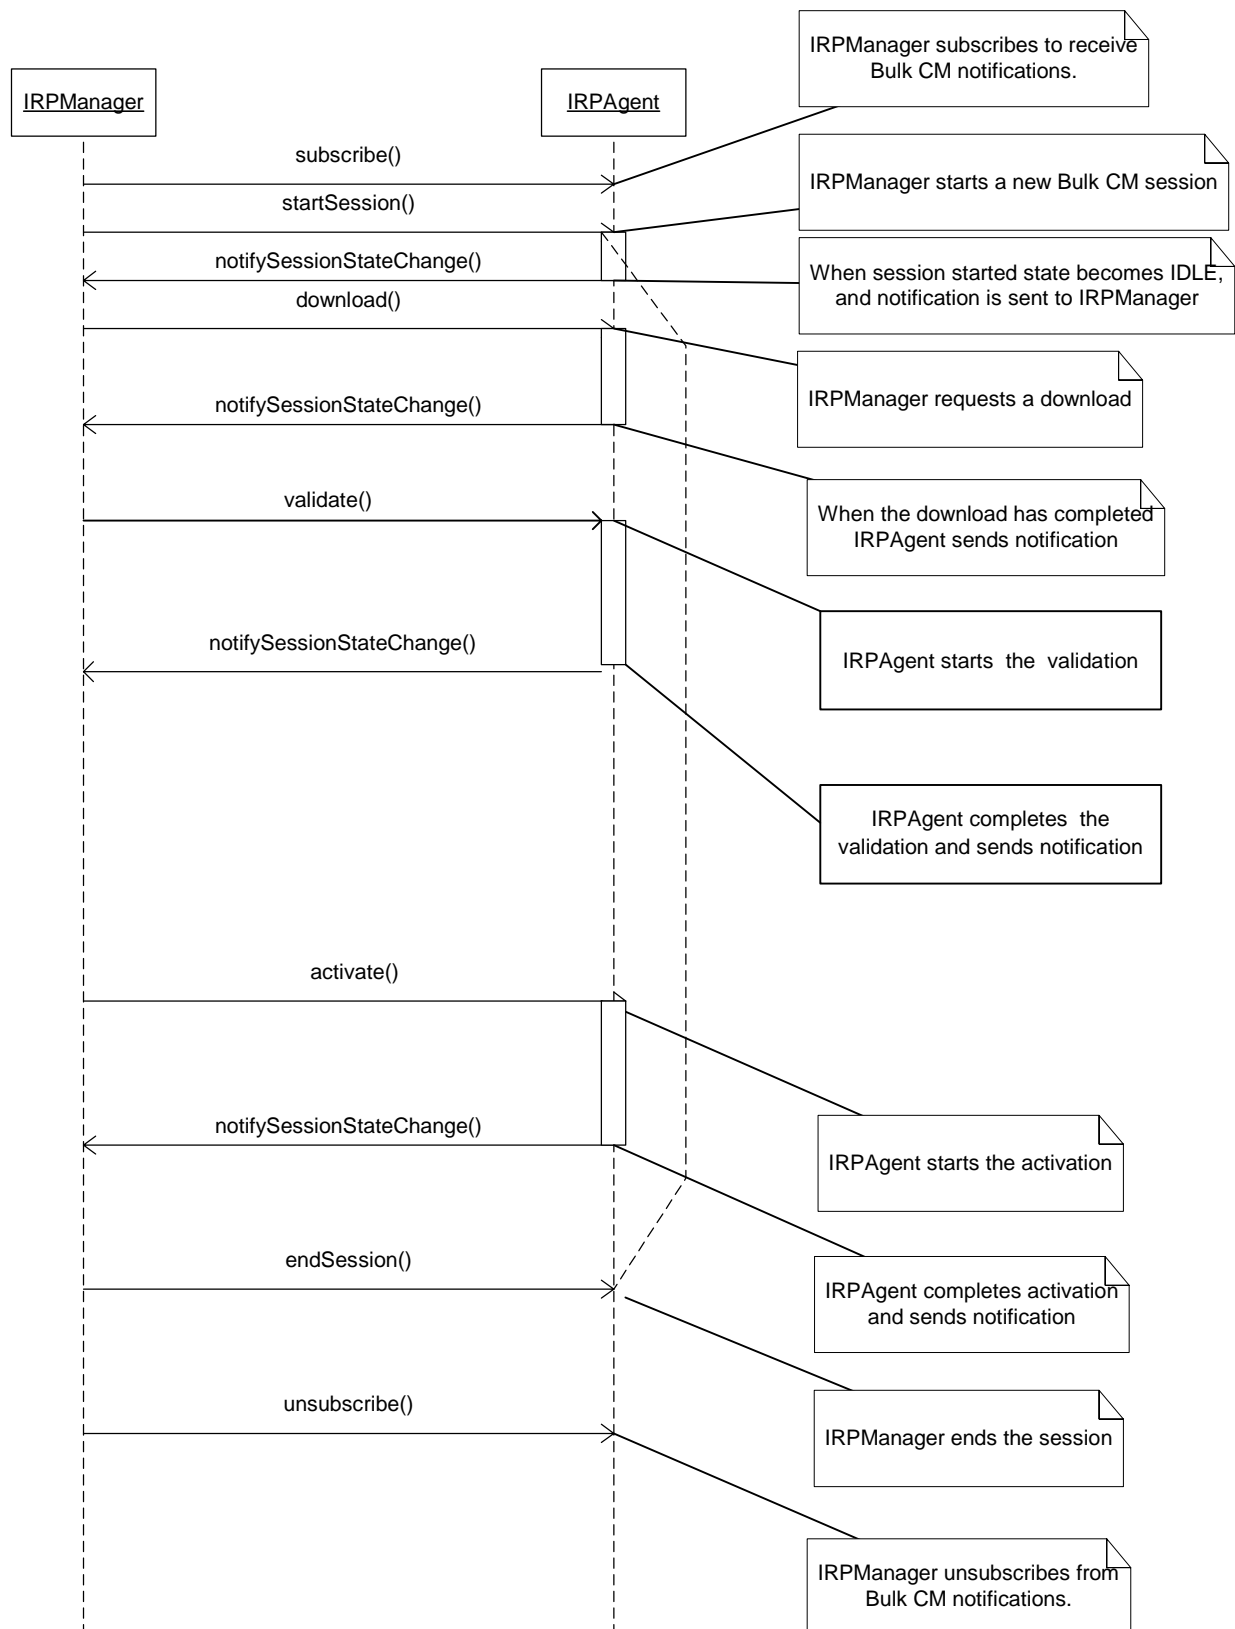 IRPManager subscribes to receive
Bulk CM notifications.
IRPManager
IRPAgent
subscribe()
IRPManager starts a new Bulk CM session
startSession()
notifySessionStateChange()
When session started state becomes IDLE,
and notification is sent to IRPManager
download()
IRPManager requests a download
notifySessionStateChange()
validate()
When the download has completed
IRPAgent sends notification
notifySessionStateChange()
IRPAgent starts the validation
IRPAgent completes the
validation and sends notification
activate()
notifySessionStateChange()
IRPAgent starts the activation
endSession()
IRPAgent completes activation
and sends notification
unsubscribe()
IRPManager ends the session
IRPManager unsubscribes from
Bulk CM notifications.